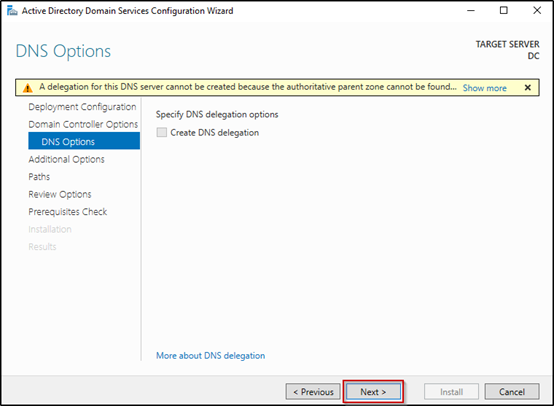 Active Directory Domain Services Configuration Wizard
DNS Options
TARGET SERVER
DC
A delegation for this DNS server cannot be created because the authoritative parent zone cannot be found... Show more
Deployment Configuration
Domain Controller Options
DNS Options
Additional Options
Paths
Review Options
Prerequisites Check
Installation
Results
Specify DNS delegation options
Create DNS delegation
More about DNS delegation
< Previous
Next >
Install
Cancel